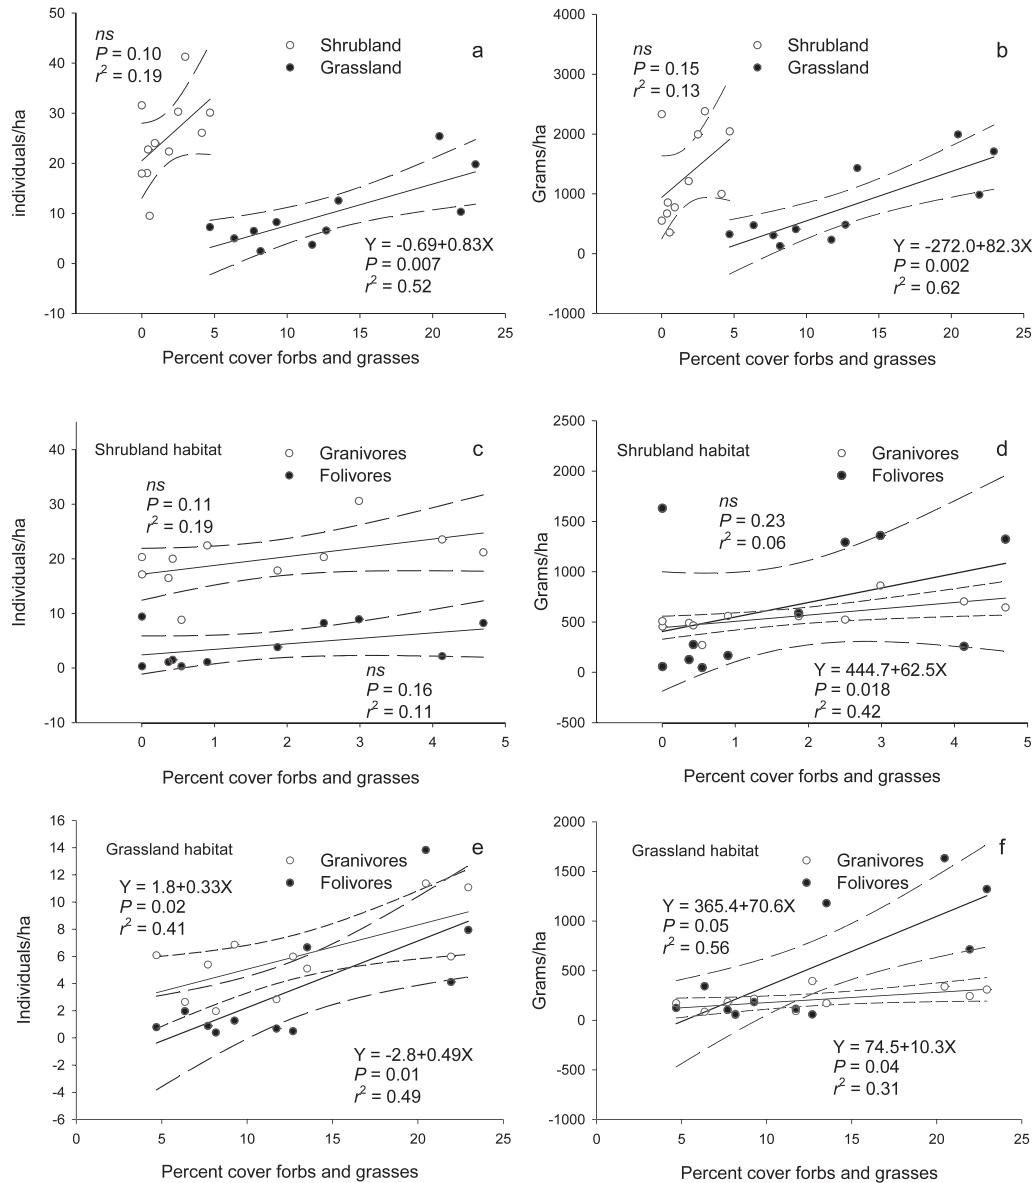 a
ns
P = 0.10
r² = 0.19
Shrubland
Grassland
Y = -0.69+0.83X
P = 0.007
r² = 0.52
50
40
30
20
10
0
-10
individuals/ha
0 5 10 15 20 25
Percent cover forbs and grasses
b
ns
P = 0.15
r² = 0.13
Shrubland
Grassland
Y = -272.0+82.3X
P = 0.002
r² = 0.62
4000
3000
2000
1000
0
-1000
Grams/ha
0 5 10 15 20 25
Percent cover forbs and grasses
Shrubland habitat
c
Granivores
Folivores
ns
P = 0.11
r² = 0.19
ns
P = 0.16
r² = 0.11
40
30
20
10
0
-10
Individuals/ha
0 1 2 3 4 5
Percent cover forbs and grasses
Shrubland habitat
d
Granivores
Folivores
ns
P = 0.23
r² = 0.06
Y = 444.7+62.5X
P = 0.018
r² = 0.42
2500
2000
1500
1000
500
0
-500
Grams/ha
0 1 2 3 4 5
Percent cover forbs and grasses
Grassland habitat
e
Granivores
Folivores
Y = 1.8+0.33X
P = 0.02
r² = 0.41
Y = -2.8+0.49X
P = 0.01
r² = 0.49
16
14
12
10
8
6
4
2
0
-2
-4
-6
Individuals/ha
0 5 10 15 20 25
Percent cover forbs and grasses
Grassland habitat
f
Granivores
Folivores
Y = 365.4+70.6X
P = 0.05
r² = 0.56
Y = 74.5+10.3X
P = 0.04
r² = 0.31
2000
1500
1000
500
0
-500
-1000
Grams/ha
0 5 10 15 20 25
Percent cover forbs and grasses